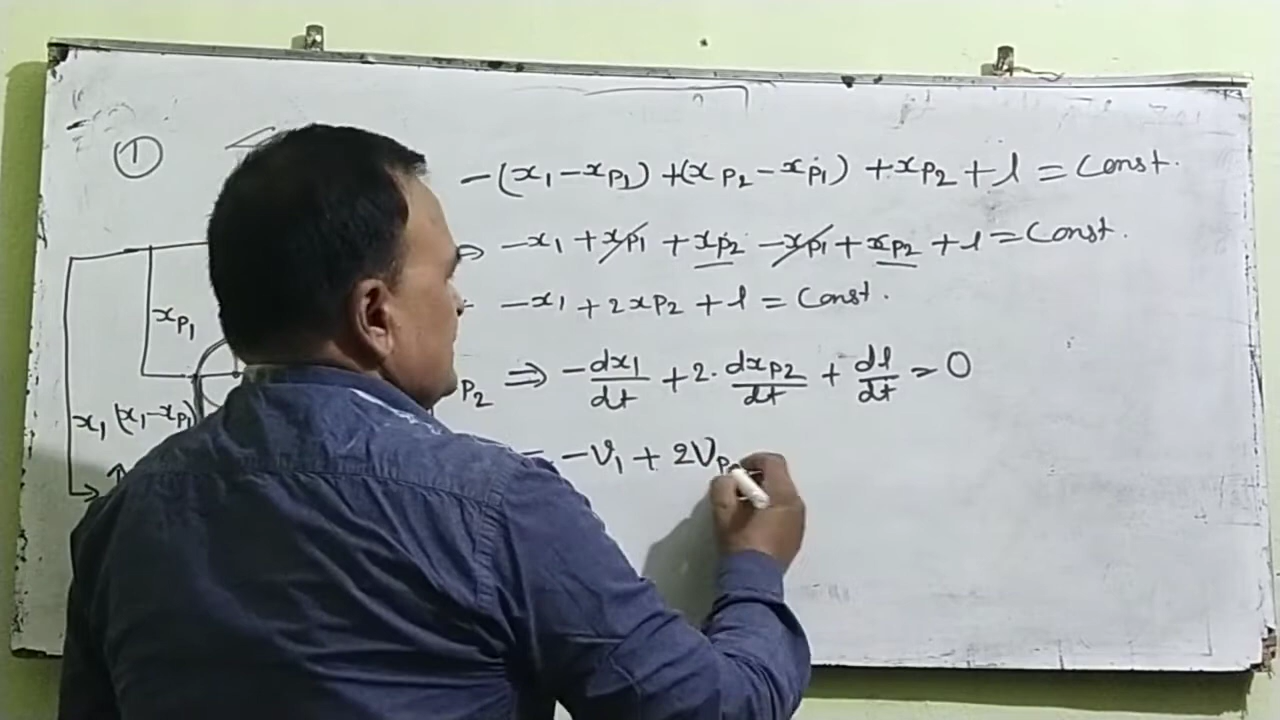 ①
-(x₁-x_P₁)+(x_P₂-x_P₁)+x_P₂+l=Const.
⇒ -x₁+x_P₁+x_P₂-x_P₁+x_P₂+l=Const.
-x₁+2x_P₂+l=Const.
x_P₁
P₂ ⇒ -dx₁/dt+2·dx_P₂/dt+dl/dt=0
x₁ (x₁-x_P₁)
= -V₁+2V_P